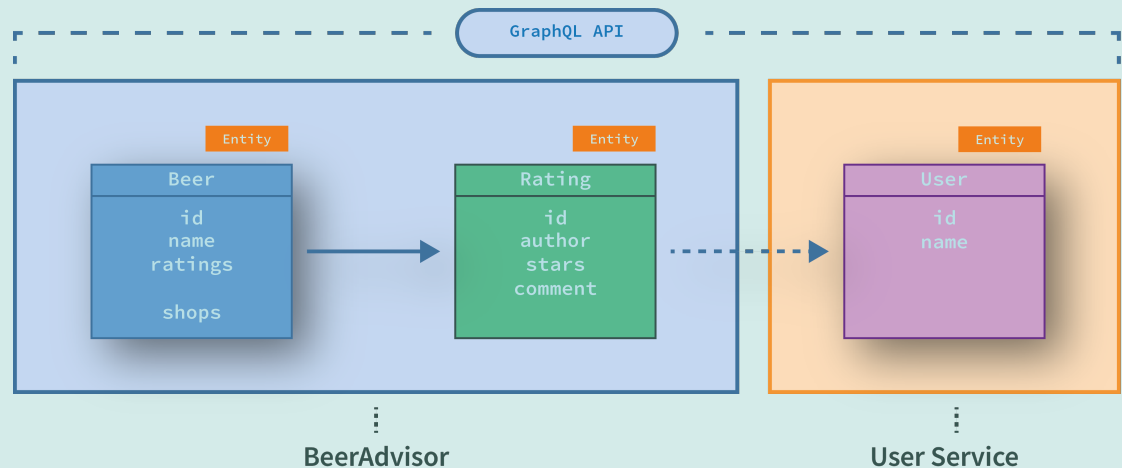 GraphQL API
Entity
Beer
id
name
ratings
shops
Entity
Rating
id
author
stars
comment
Entity
User
id
name
BeerAdvisor
User Service